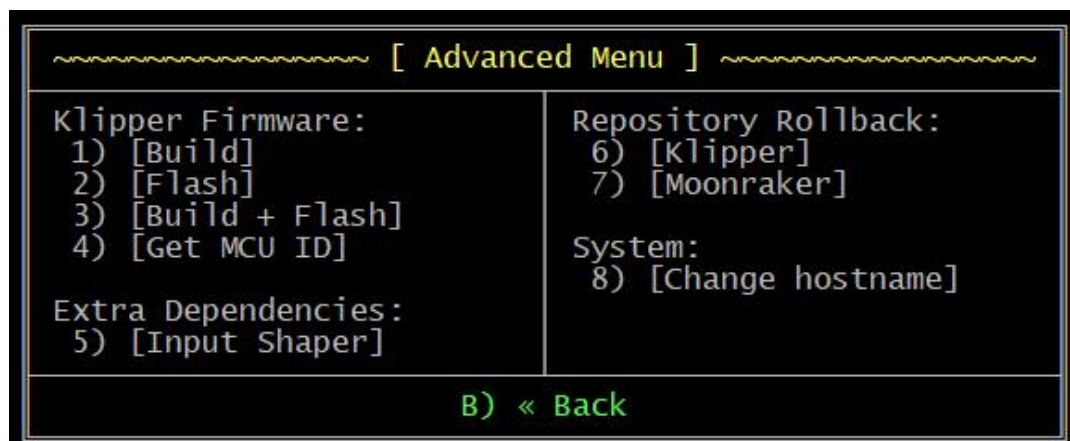 ~~~~~~~~~~~~~~~~~ [ Advanced Menu ] ~~~~~~~~~~~~~~~~~
Klipper Firmware:
1) [Build]
2) [Flash]
3) [Build + Flash]
4) [Get MCU ID]
Extra Dependencies:
5) [Input Shaper]
Repository Rollback:
6) [Klipper]
7) [Moonraker]
System:
8) [Change hostname]
B) « Back